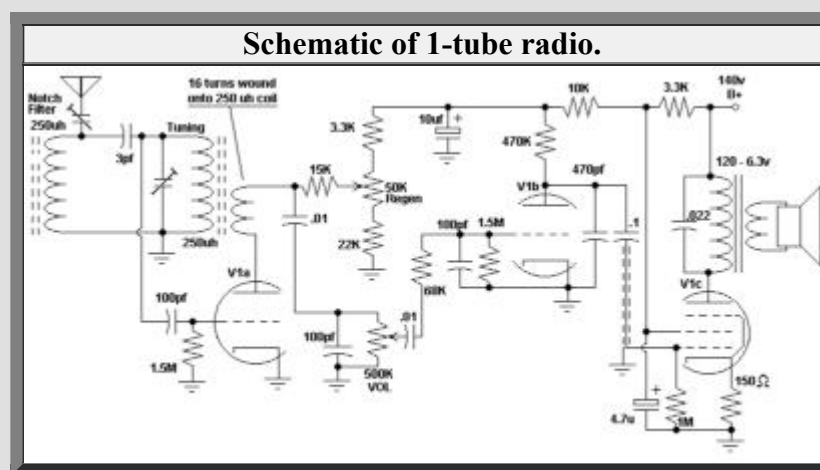 Schematic of 1-tube radio.
Notch
Filter
250uh
3pf
16 turns wound
onto 250 uh coil
Tuning
250uh
15K
.01
3.3K
50K
Regen
22K
10uf
+
10K
3.3K
140v
B+
470K
470pf
V1b
.1
120 - 6.3v
.022
V1a
100pf
1.5M
100pf
500K
VOL
.01
68K
100pf
1.5M
V1c
150Ω
+
4.7u
1M